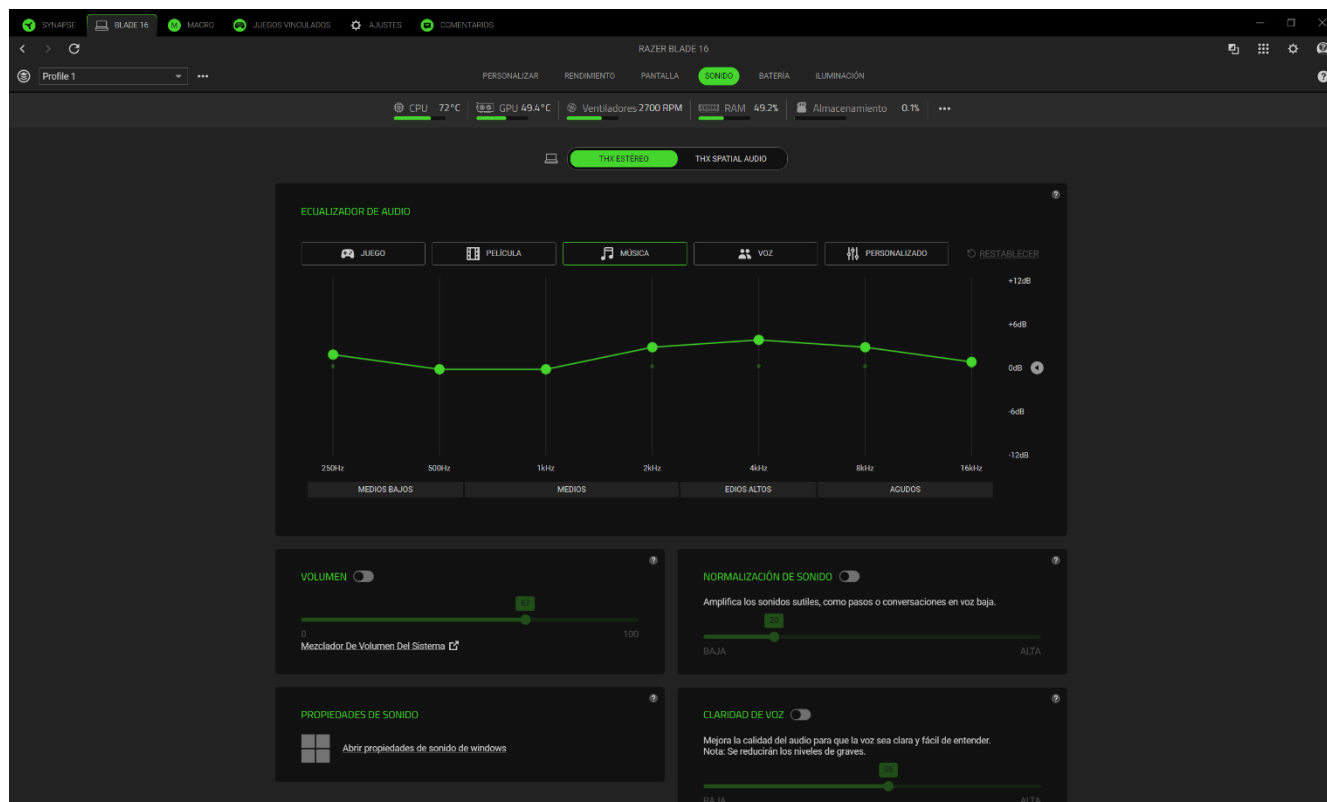 SYNAPSE BLADE 16 MACRO JUEGOS VINCULADOS AJUSTES COMENTARIOS
RAZER BLADE 16
Profile 1 PERSONALIZAR RENDIMIENTO PANTALLA SONIDO BATERÍA ILUMINACIÓN
CPU 72°C GPU 49.4°C Ventiladores 2700 RPM RAM 49.2% Almacenamiento 0.1%
THX ESTÉREO THX SPATIAL AUDIO
ECUALIZADOR DE AUDIO
JUEGO PELÍCULA MÚSICA VOZ PERSONALIZADO RESTABLECER
+12dB
+6dB
0dB
-6dB
-12dB
250Hz 500Hz 1kHz 2kHz 4kHz 8kHz 16kHz
MEDIOS BAJOS MEDIOS EDIOS ALTOS AGUDOS
VOLUMEN
67
0 100
Mezclador De Volumen Del Sistema
NORMALIZACIÓN DE SONIDO
Amplifica los sonidos sutiles, como pasos o conversaciones en voz baja.
20
BAJA ALTA
PROPIEDADES DE SONIDO
Abrir propiedades de sonido de windows
CLARIDAD DE VOZ
Mejora la calidad del audio para que la voz sea clara y fácil de entender.
Nota: Se reducirán los niveles de graves.
BAJA ALTA